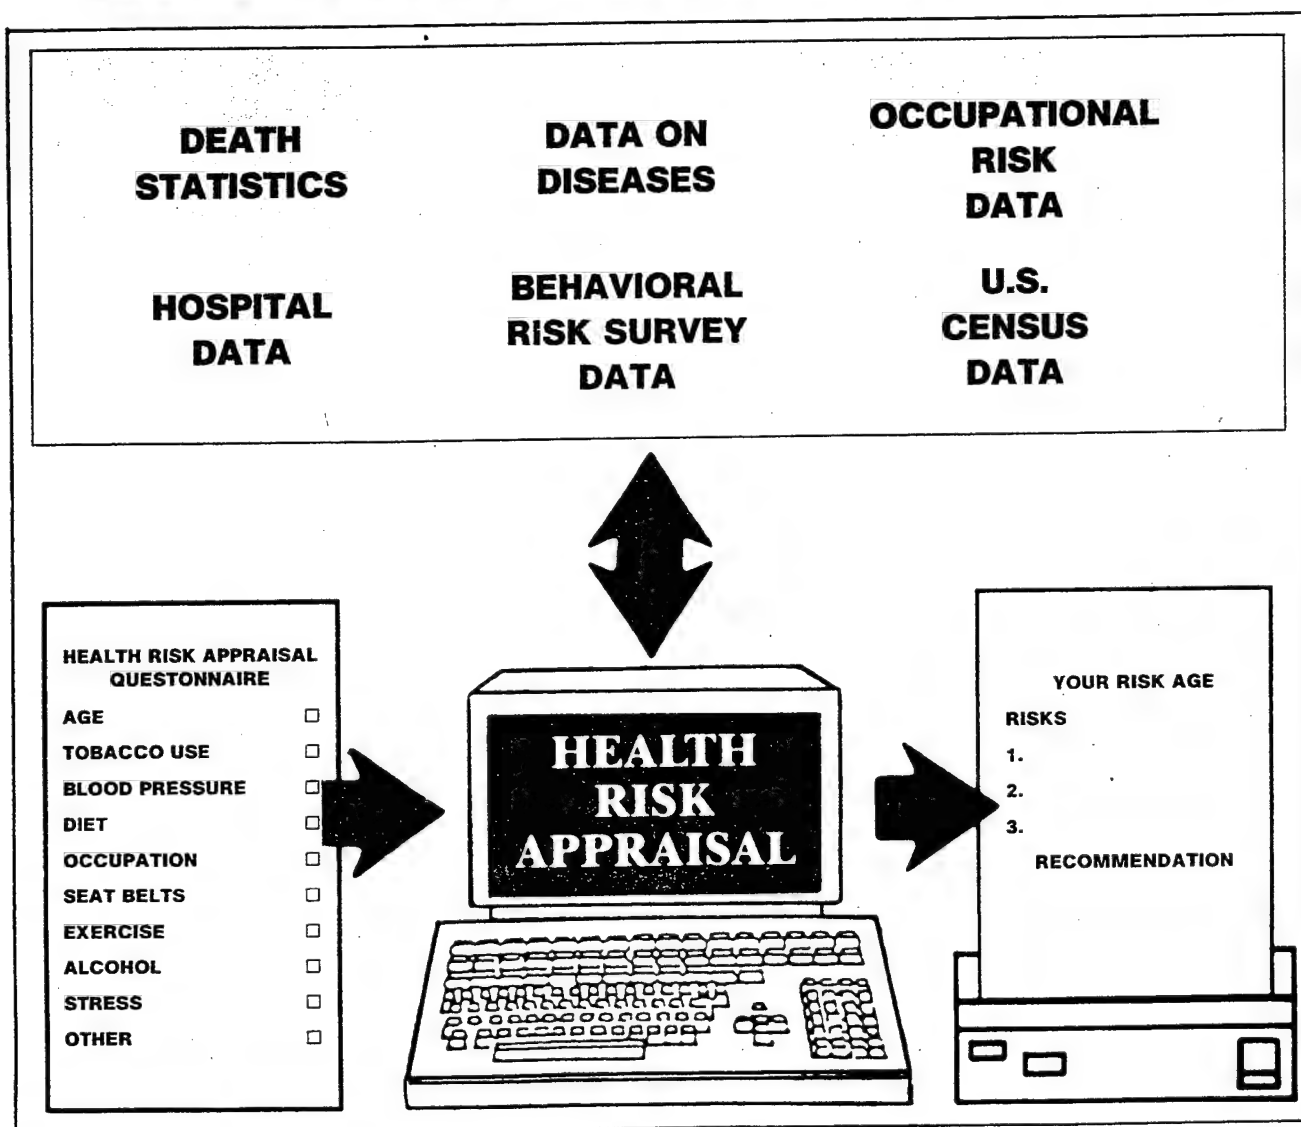 DEATH
STATISTICS
DATA ON
DISEASES
OCCUPATIONAL
RISK
DATA
HOSPITAL
DATA
BEHAVIORAL
RISK SURVEY
DATA
U.S.
CENSUS
DATA
HEALTH RISK APPRAISAL
QUESTONNAIRE
AGE
TOBACCO USE
BLOOD PRESSURE
DIET
OCCUPATION
SEAT BELTS
EXERCISE
ALCOHOL
STRESS
OTHER
HEALTH
RISK
APPRAISAL
YOUR RISK AGE
RISKS
1.
2.
3.
RECOMMENDATION